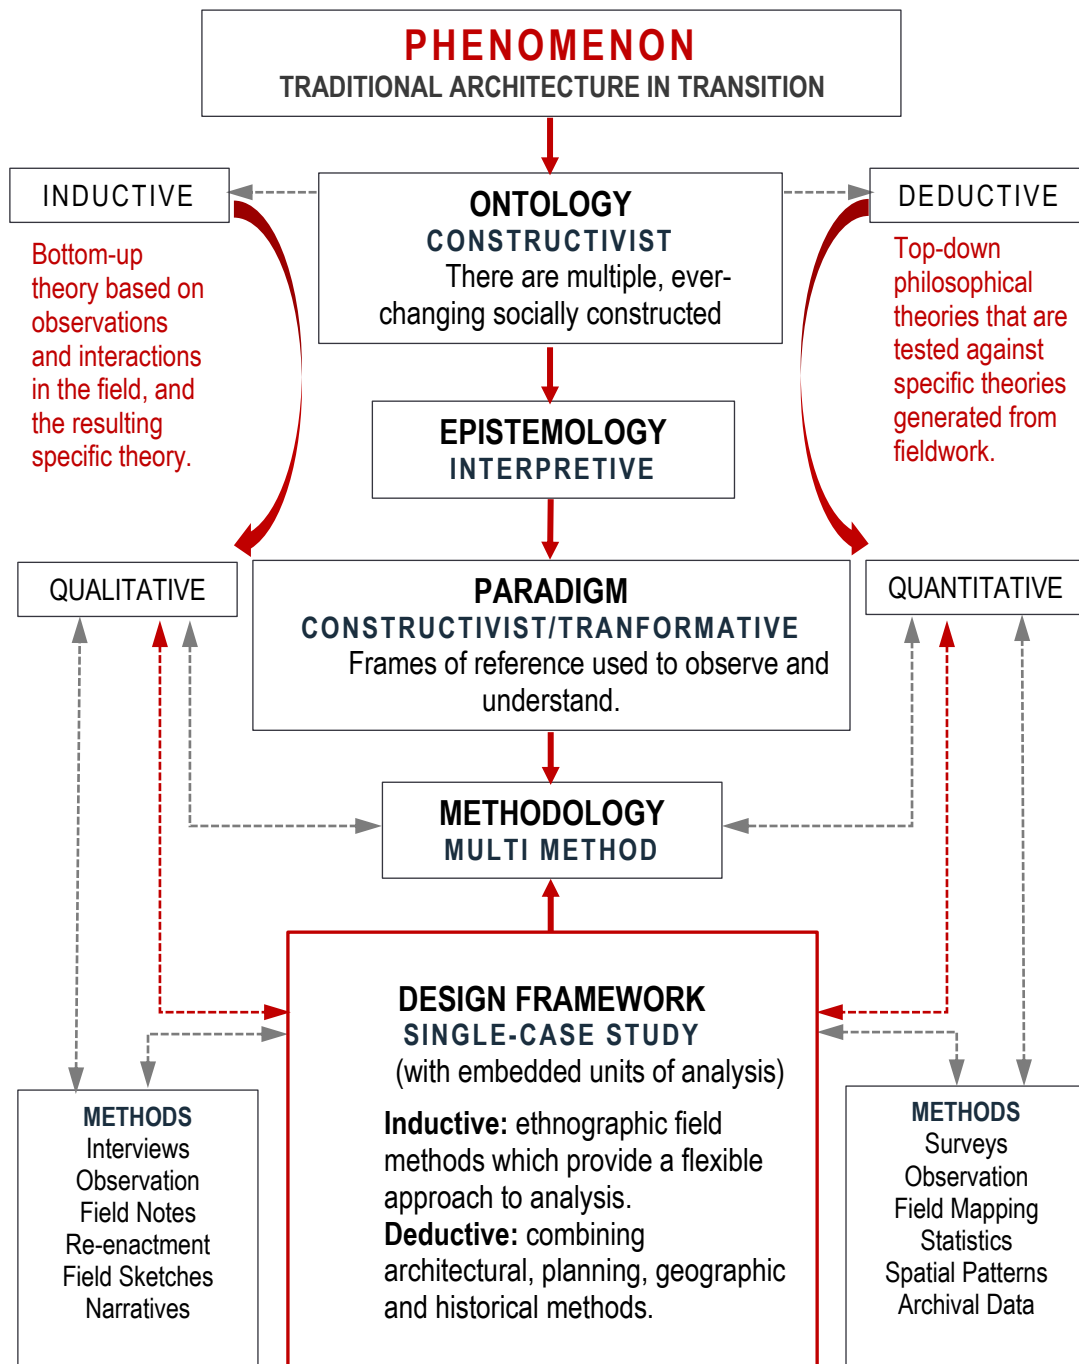 PHENOMENON
TRADITIONAL ARCHITECTURE IN TRANSITION
INDUCTIVE
Bottom-up
theory based on
observations
and interactions
in the field, and
the resulting
specific theory.
ONTOLOGY
CONSTRUCTIVIST
There are multiple, ever-
changing socially constructed
DEDUCTIVE
Top-down
philosophical
theories that are
tested against
specific theories
generated from
fieldwork.
EPISTEMOLOGY
INTERPRETIVE
QUALITATIVE
PARADIGM
CONSTRUCTIVIST/TRANFORMATIVE
Frames of reference used to observe and
understand.
QUANTITATIVE
METHODOLOGY
MULTI METHOD
DESIGN FRAMEWORK
SINGLE-CASE STUDY
(with embedded units of analysis)
Inductive: ethnographic field
methods which provide a flexible
approach to analysis.
Deductive: combining
architectural, planning, geographic
and historical methods.
METHODS
Interviews
Observation
Field Notes
Re-enactment
Field Sketches
Narratives
METHODS
Surveys
Observation
Field Mapping
Statistics
Spatial Patterns
Archival Data